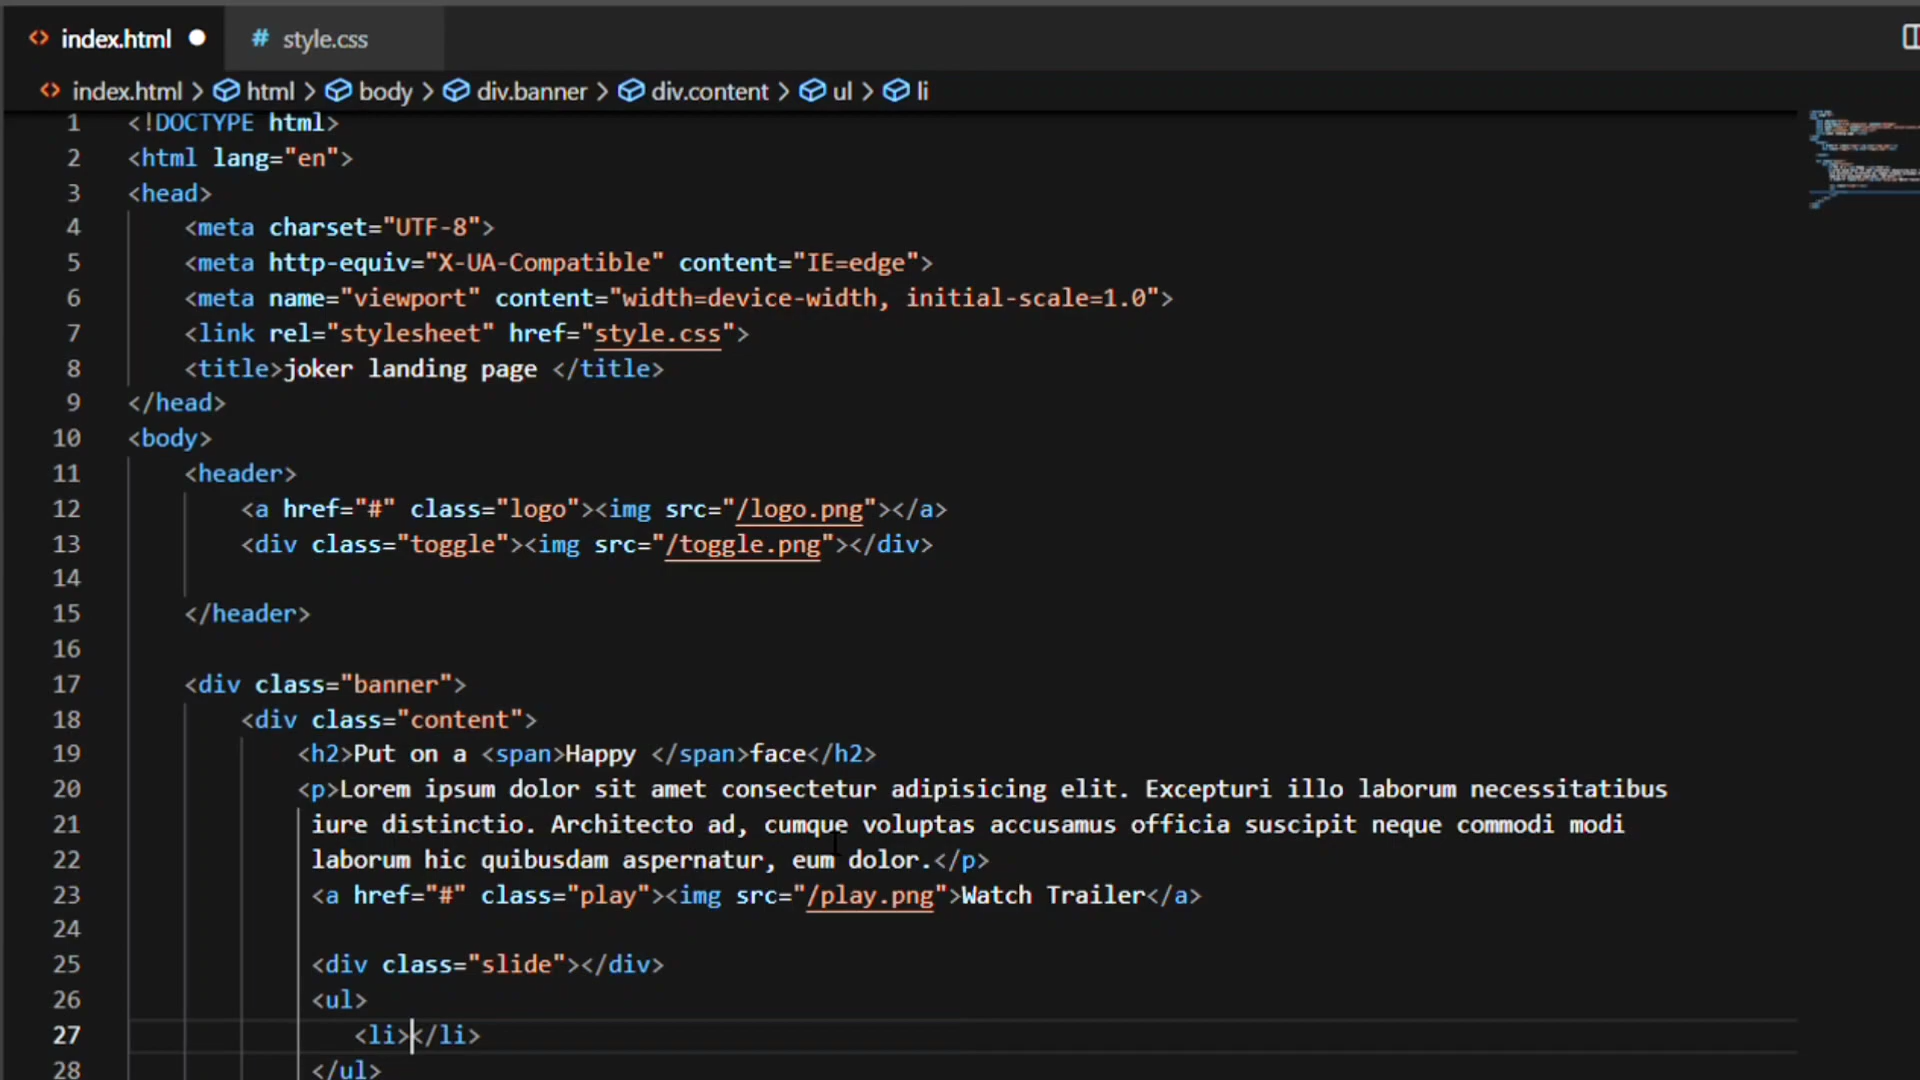 index.html
style.css
index.html > html > body > div.banner > div.content > ul > li
1 <!DOCTYPE html>
2 <html lang="en">
3 <head>
4 <meta charset="UTF-8">
5 <meta http-equiv="X-UA-Compatible" content="IE=edge">
6 <meta name="viewport" content="width=device-width, initial-scale=1.0">
7 <link rel="stylesheet" href="style.css">
8 <title>joker landing page </title>
9 </head>
10 <body>
11 <header>
12 <a href="#" class="logo"><img src="/logo.png"></a>
13 <div class="toggle"><img src="/toggle.png"></div>
14
15 </header>
16
17 <div class="banner">
18 <div class="content">
19 <h2>Put on a <span>Happy </span>face</h2>
20 <p>Lorem ipsum dolor sit amet consectetur adipisicing elit. Excepturi illo laborum necessitatibus
21 iure distinctio. Architecto ad, cumque voluptas accusamus officia suscipit neque commodi modi
22 laborum hic quibusdam aspernatur, eum dolor.</p>
23 <a href="#" class="play"><img src="/play.png">Watch Trailer</a>
24
25 <div class="slide"></div>
26 <ul>
27 <li></li>
28 </ul>